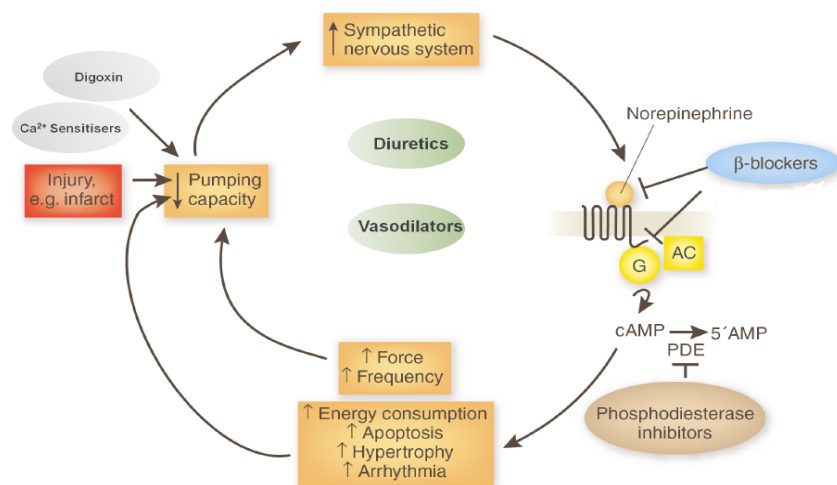 ↑ Sympathetic
nervous system
Digoxin
Ca²⁺ Sensitisers
Norepinephrine
Diuretics
β-blockers
Injury,
e.g. infarct
↓ Pumping
capacity
Vasodilators
G
AC
cAMP → 5´AMP
PDE
↑ Force
↑ Frequency
↑ Energy consumption
↑ Apoptosis
↑ Hypertrophy
↑ Arrhythmia
Phosphodiesterase
inhibitors